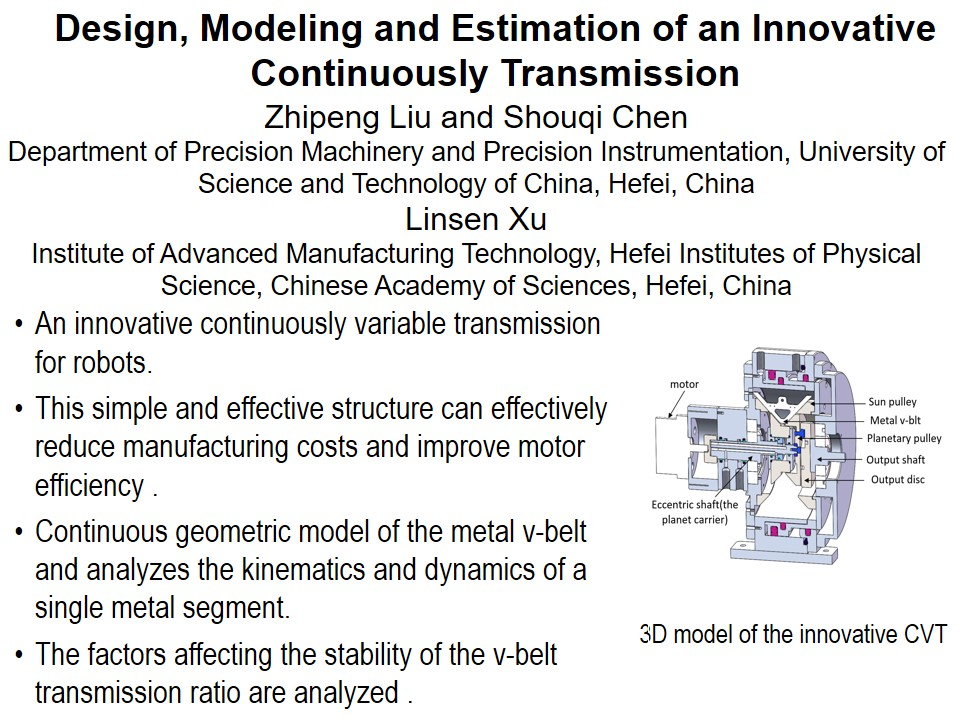 Design, Modeling and Estimation of an Innovative
Continuously Transmission
Zhipeng Liu and Shouqi Chen
Department of Precision Machinery and Precision Instrumentation, University of
Science and Technology of China, Hefei, China
Linsen Xu
Institute of Advanced Manufacturing Technology, Hefei Institutes of Physical
Science, Chinese Academy of Sciences, Hefei, China
• An innovative continuously variable transmission
for robots.
• This simple and effective structure can effectively
reduce manufacturing costs and improve motor
efficiency .
• Continuous geometric model of the metal v-belt
and analyzes the kinematics and dynamics of a
single metal segment.
• The factors affecting the stability of the v-belt
transmission ratio are analyzed .
motor
Sun pulley
Metal v-blt
Planetary pulley
Output shaft
Output disc
Eccentric shaft(the
planet carrier)
3D model of the innovative CVT